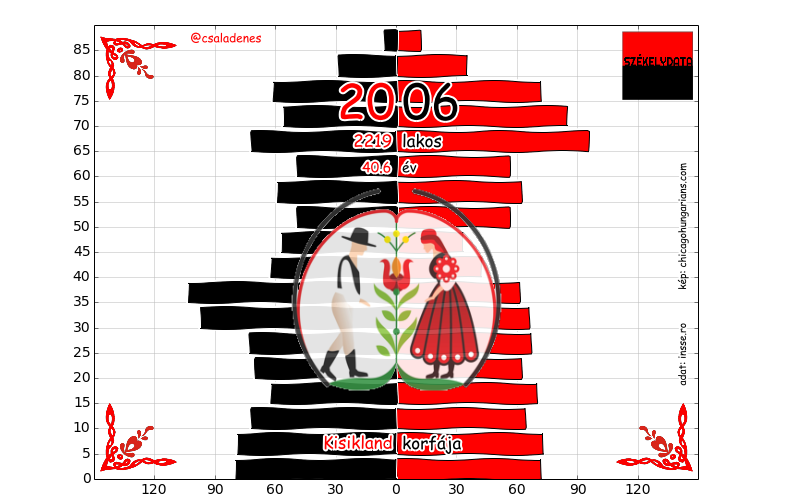 @csaladenes
SZÉKELYDATA
2006
2219 lakos
40.6 év
kép: chicagohungarians.com
adat: insse.ro
Kisikland korfája
85
80
75
70
65
60
55
50
45
40
35
30
25
20
15
10
5
0
120 90 60 30 0 30 60 90 120